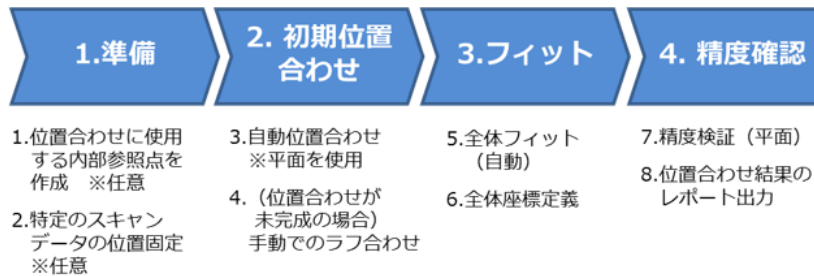 1.準備
2. 初期位置
合わせ
3.フィット
4. 精度確認
1.位置合わせに使用
する内部参照点を
作成　※任意
2.特定のスキャン
データの位置固定
※任意
3.自動位置合わせ
※平面を使用
4.（位置合わせが
未完成の場合）
手動でのラフ合わせ
5.全体フィット
（自動）
6.全体座標定義
7.精度検証（平面）
8.位置合わせ結果の
レポート出力